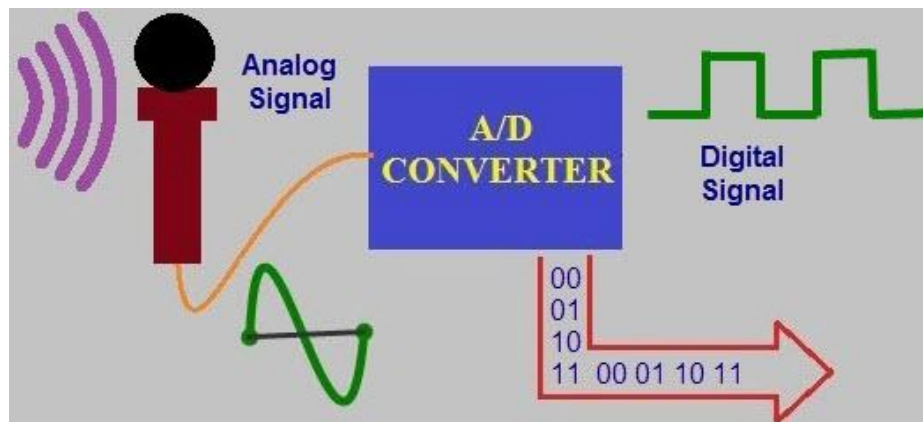 Analog
Signal
A/D
CONVERTER
Digital
Signal
00
01
10
11 00 01 10 11